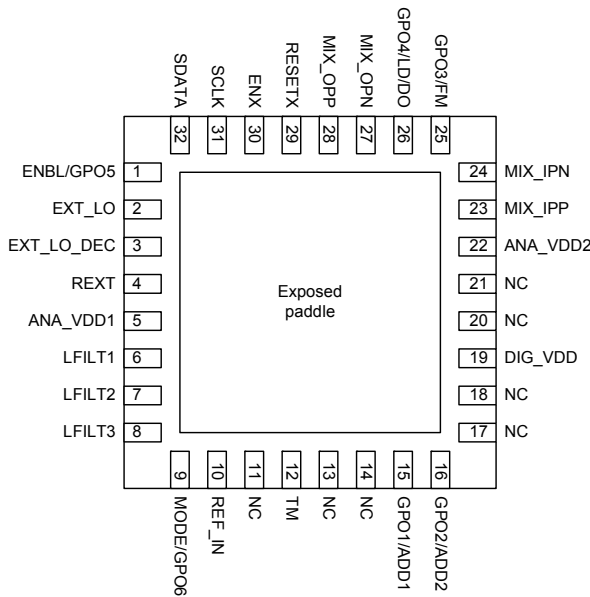 SDATA
SCLK
ENX
RESETX
MIX_OPP
MIX_OPN
GPO4/LD/DO
GPO3/FM
32
31
30
29
28
27
26
25
ENBL/GPO5 1
EXT_LO 2
EXT_LO_DEC 3
REXT 4
ANA_VDD1 5
LFILT1 6
LFILT2 7
LFILT3 8
Exposed
paddle
24 MIX_IPN
23 MIX_IPP
22 ANA_VDD2
21 NC
20 NC
19 DIG_VDD
18 NC
17 NC
9
10
11
12
13
14
15
16
MODE/GPO6
REF_IN
NC
TM
NC
NC
GPO1/ADD1
GPO2/ADD2